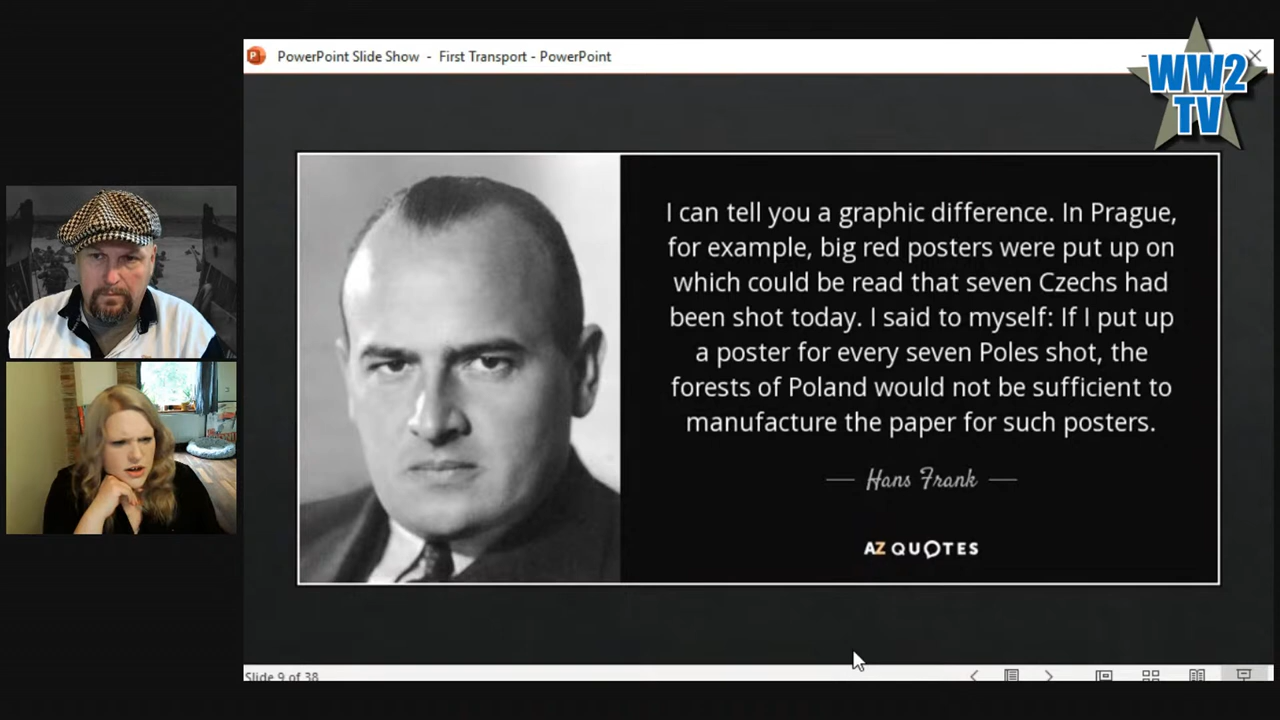 PowerPoint Slide Show - First Transport - PowerPoint
WW2
TV
I can tell you a graphic difference. In Prague,
for example, big red posters were put up on
which could be read that seven Czechs had
been shot today. I said to myself: If I put up
a poster for every seven Poles shot, the
forests of Poland would not be sufficient to
manufacture the paper for such posters.
Hans Frank
AZ QUOTES
Slide 9 of 38